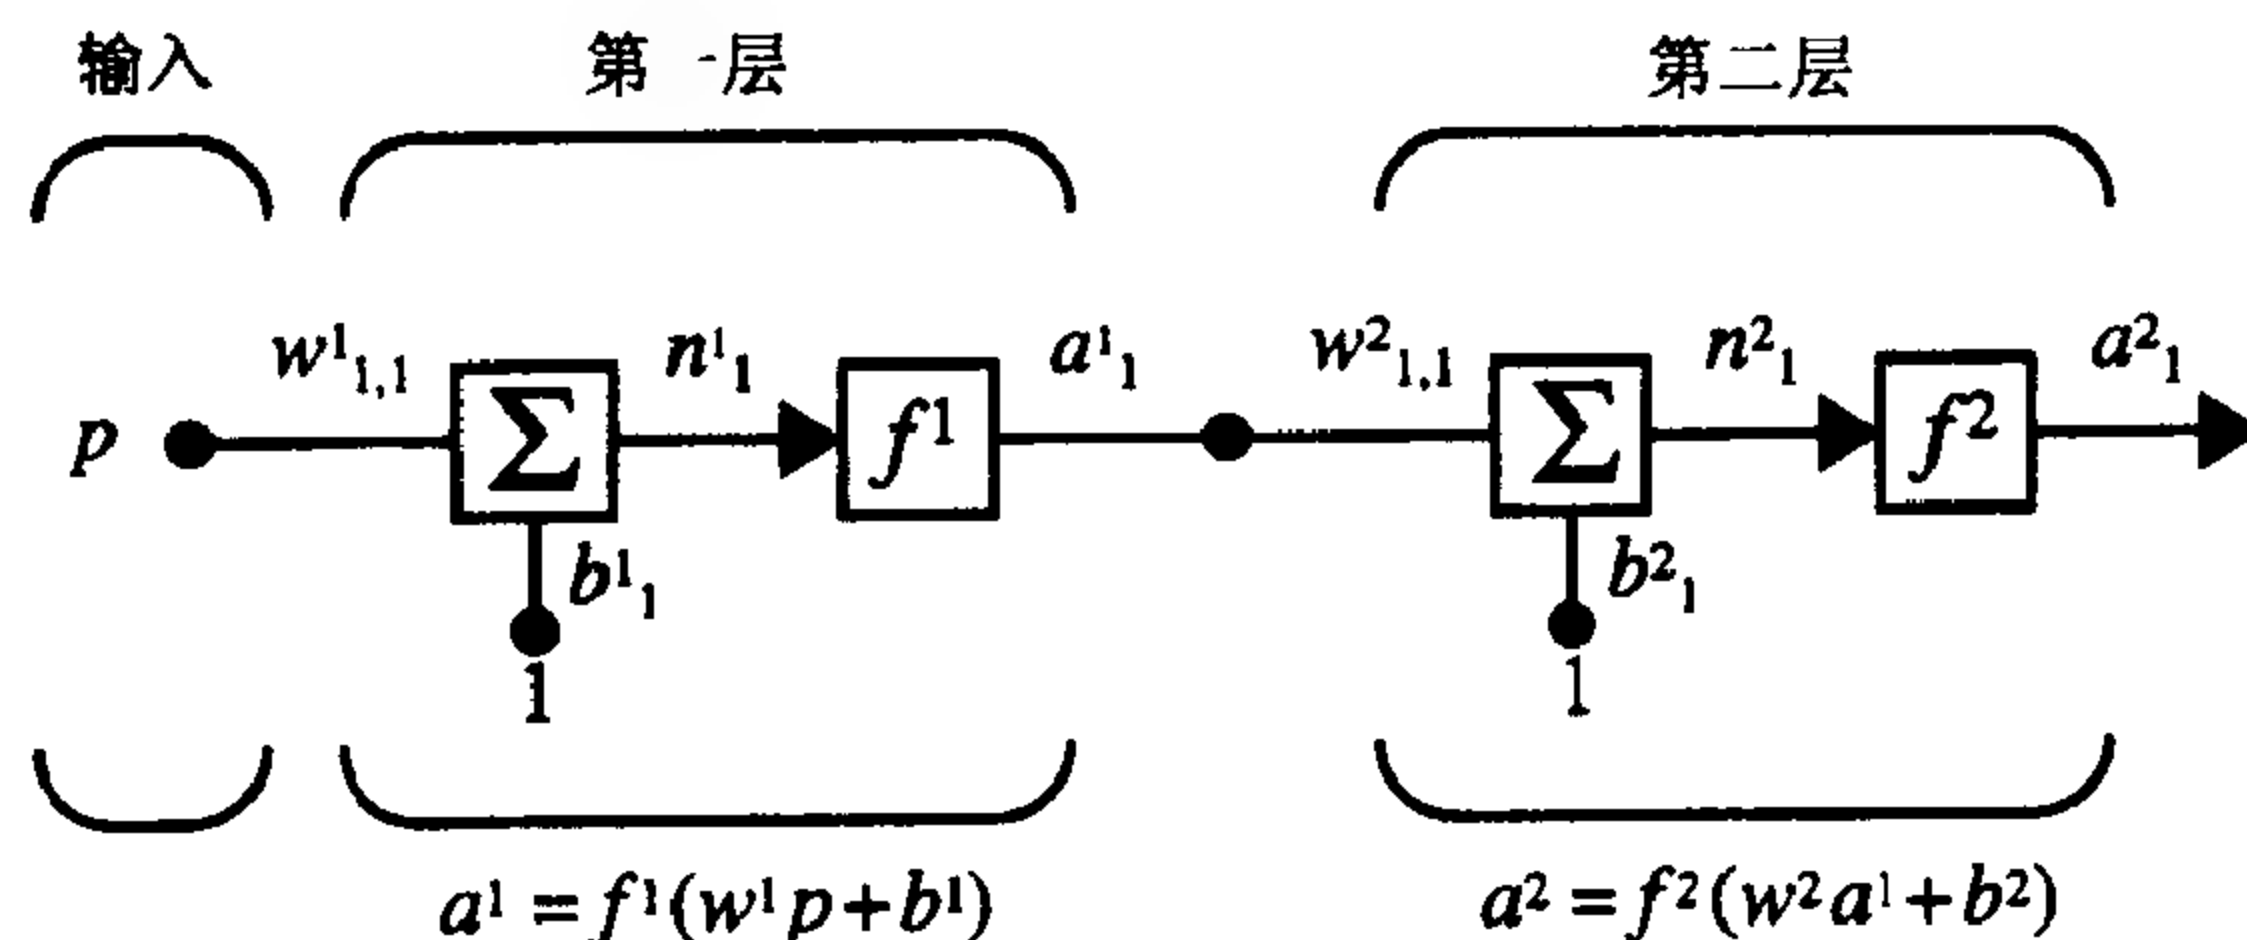 输入 第一层 第二层
w¹₁,₁ n¹₁ a¹₁ w²₁,₁ n²₁ a²₁
p Σ f¹ Σ f²
b¹₁ b²₁
1 1
a¹ = f¹(w¹p+b¹) a² = f²(w²a¹+b²)